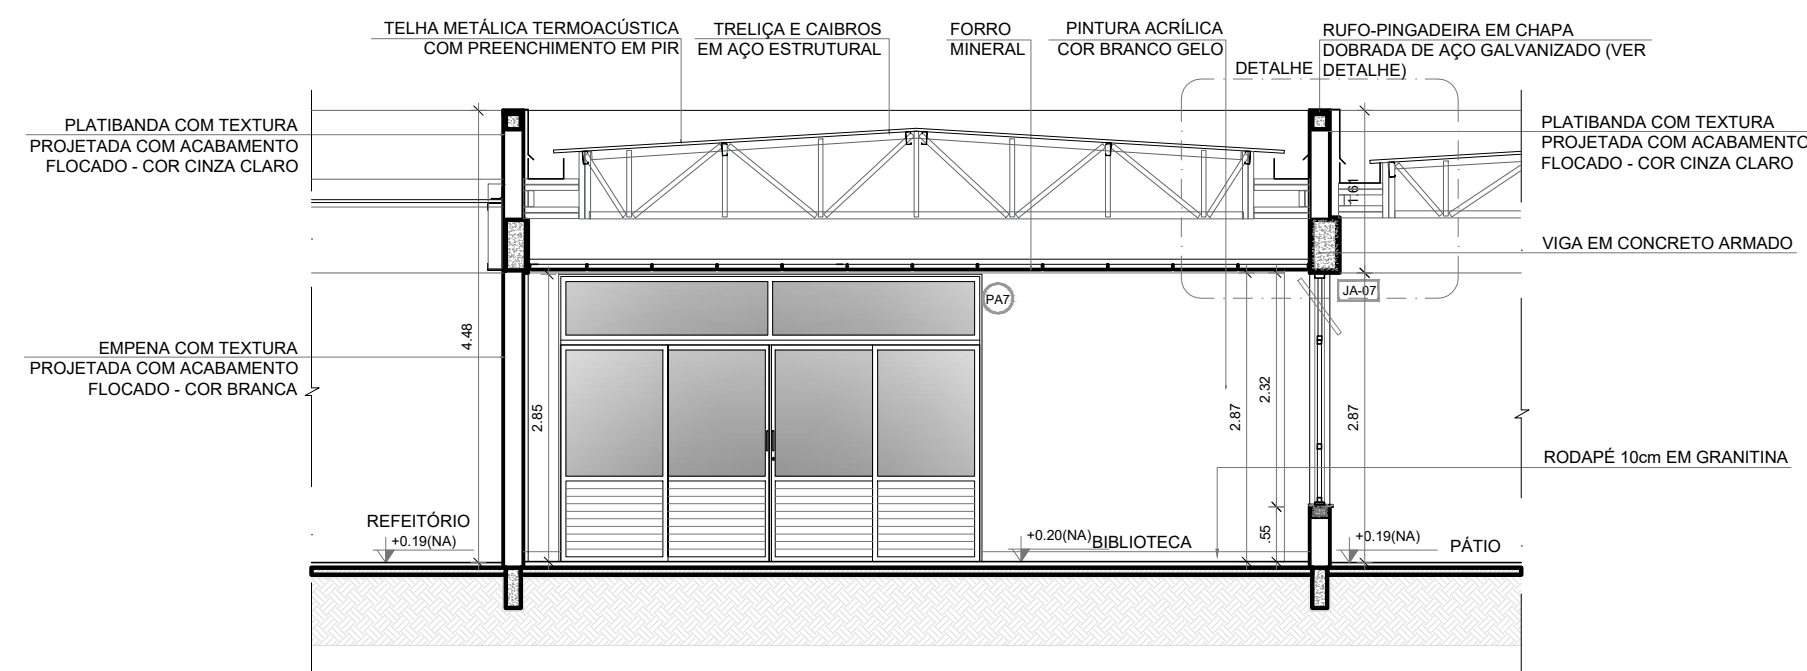 TELHA METÁLICA TERMOACÚSTICA
COM PREENCHIMENTO EM PIR
TRELIÇA E CAIBROS
EM AÇO ESTRUTURAL
FORRO
MINERAL
PINTURA ACRÍLICA
COR BRANCO GELO
RUFO-PINGADEIRA EM CHAPA
DOBRADA DE AÇO GALVANIZADO (VER
DETALHE)
DETALHE
PLATIBANDA COM TEXTURA
PROJETADA COM ACABAMENTO
FLOCADO - COR CINZA CLARO
PLATIBANDA COM TEXTURA
PROJETADA COM ACABAMENTO
FLOCADO - COR CINZA CLARO
1.61
VIGA EM CONCRETO ARMADO
PA7
JA-07
EMPENA COM TEXTURA
PROJETADA COM ACABAMENTO
FLOCADO - COR BRANCA
4.48
2.85
2.87
2.32
2.87
RODAPÉ 10cm EM GRANITINA
REFEITÓRIO
+0.19(NA)
+0.20(NA)
BIBLIOTECA
.55
+0.19(NA)
PÁTIO